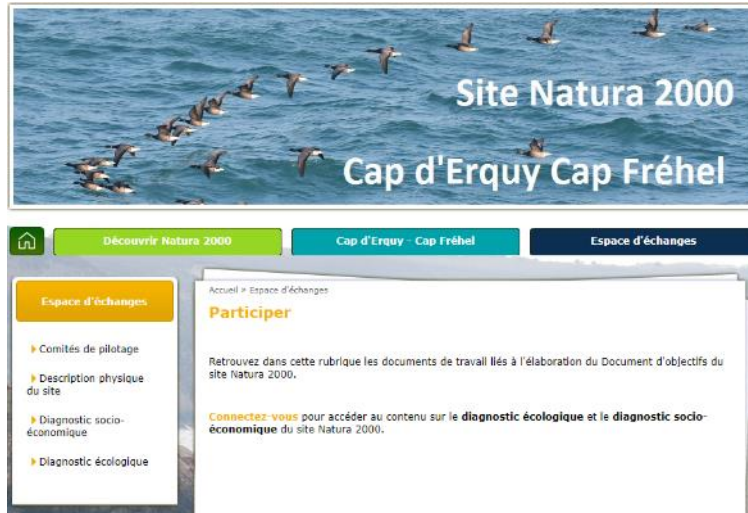 Site Natura 2000
Cap d'Erquy Cap Fréhel
Découvrir Natura 2000
Cap d'Erquy - Cap Fréhel
Espace d'échanges
Espace d'échanges
Comités de pilotage
Description physique
du site
Diagnostic socio-
économique
Diagnostic écologique
Accueil » Espace d'échanges
Participer
Retrouvez dans cette rubrique les documents de travail liés à l'élaboration du Document d'objectifs du
site Natura 2000.
Connectez-vous pour accéder au contenu sur le diagnostic écologique et le diagnostic socio-
économique du site Natura 2000.